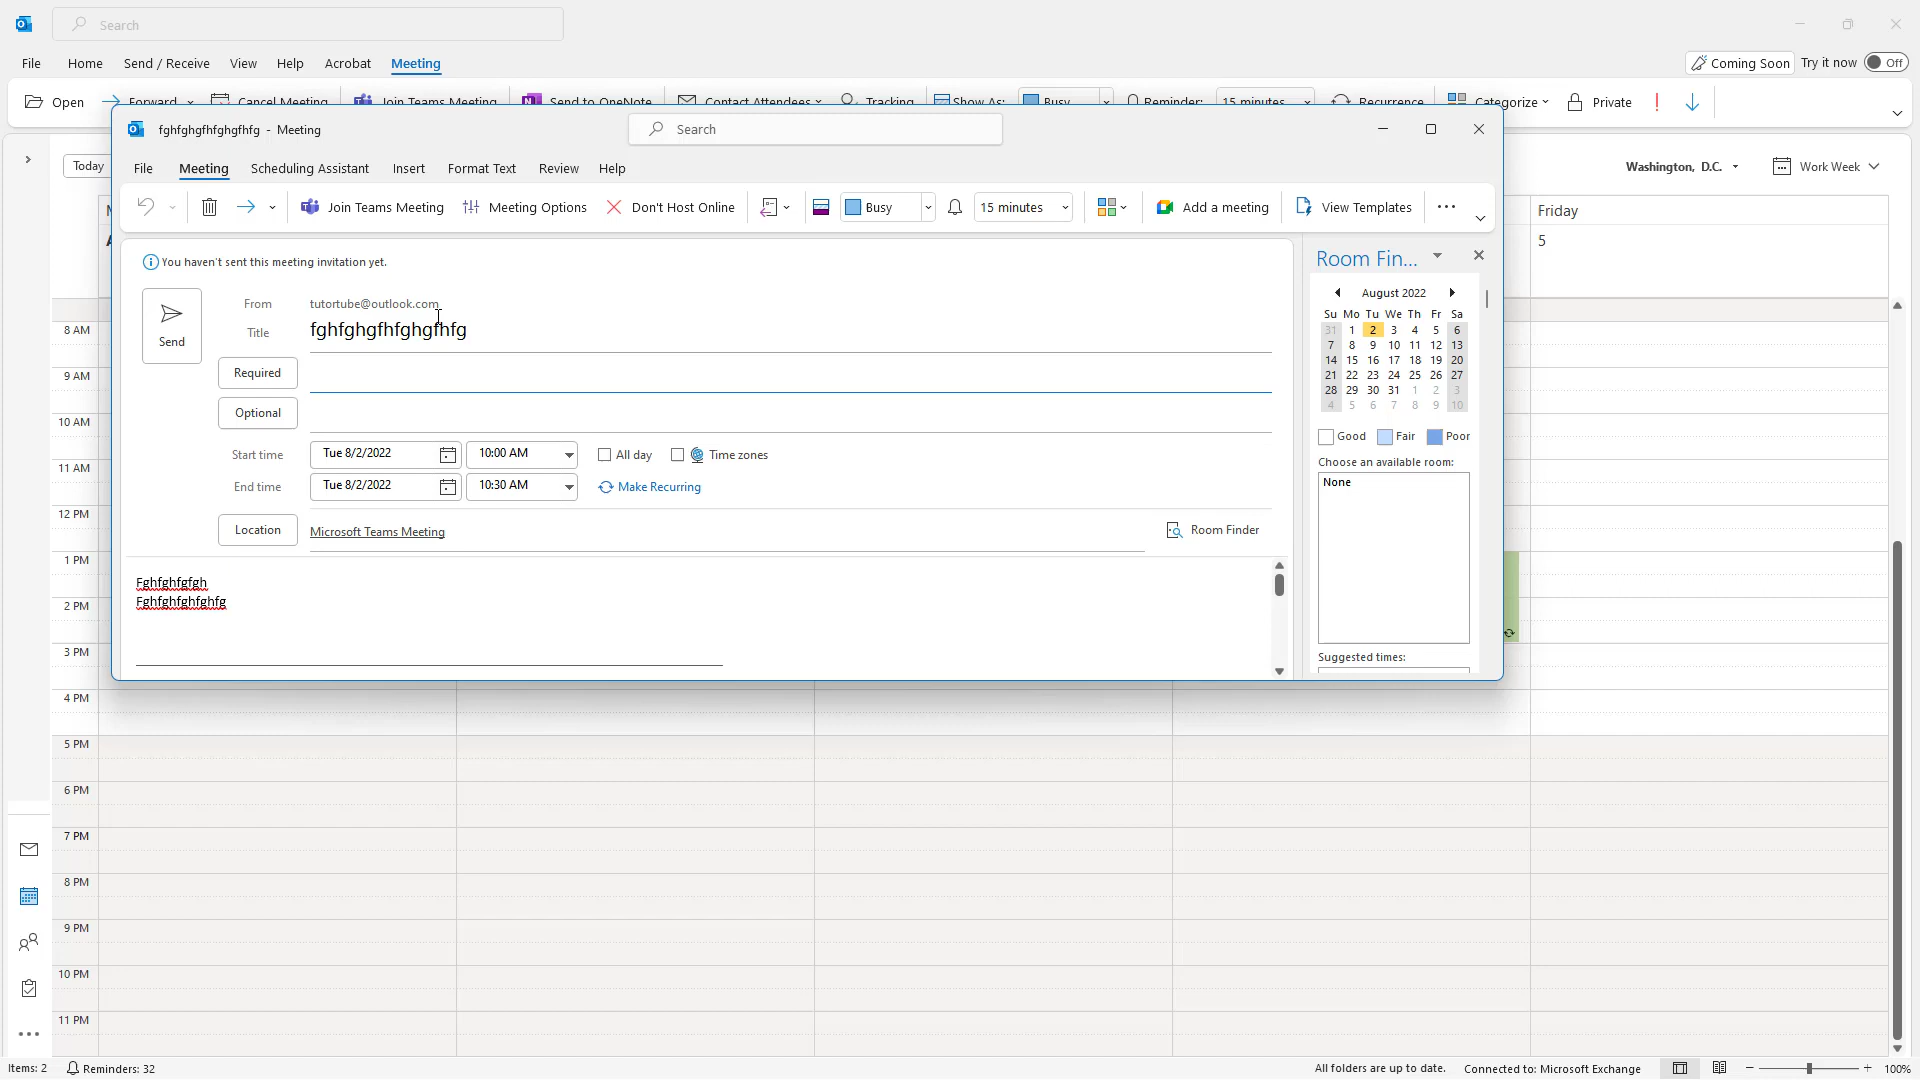 Search
File Home Send / Receive View Help Acrobat Meeting
Coming Soon Try it now Off
Open Forward Cancel Meeting Join Teams Meeting Send to OneNote Contact Attendees Tracking Show As: Busy Reminder: 15 minutes Recurrence Categorize Private
fghfghgfhfghgfhfg - Meeting
Search
File Meeting Scheduling Assistant Insert Format Text Review Help
Join Teams Meeting Meeting Options Don't Host Online Busy 15 minutes Add a meeting View Templates
Today
Washington, D.C. Work Week
Friday
5
You haven't sent this meeting invitation yet.
Send
From tutortube@outlook.com
Title fghfghgfhfghgfhfg
Required
Optional
Start time Tue 8/2/2022 10:00 AM All day Time zones
End time Tue 8/2/2022 10:30 AM Make Recurring
Location Microsoft Teams Meeting Room Finder
Fghfghfgfgh
Fghfghfghfghfg
Room Fin...
August 2022
Su Mo Tu We Th Fr Sa
31 1 2 3 4 5 6
7 8 9 10 11 12 13
14 15 16 17 18 19 20
21 22 23 24 25 26 27
28 29 30 31 1 2 3
4 5 6 7 8 9 10
Good Fair Poor
Choose an available room:
None
Suggested times:
8 AM
9 AM
10 AM
11 AM
12 PM
1 PM
2 PM
3 PM
4 PM
5 PM
6 PM
7 PM
8 PM
9 PM
10 PM
11 PM
Items: 2 Reminders: 32 All folders are up to date. Connected to: Microsoft Exchange 100%